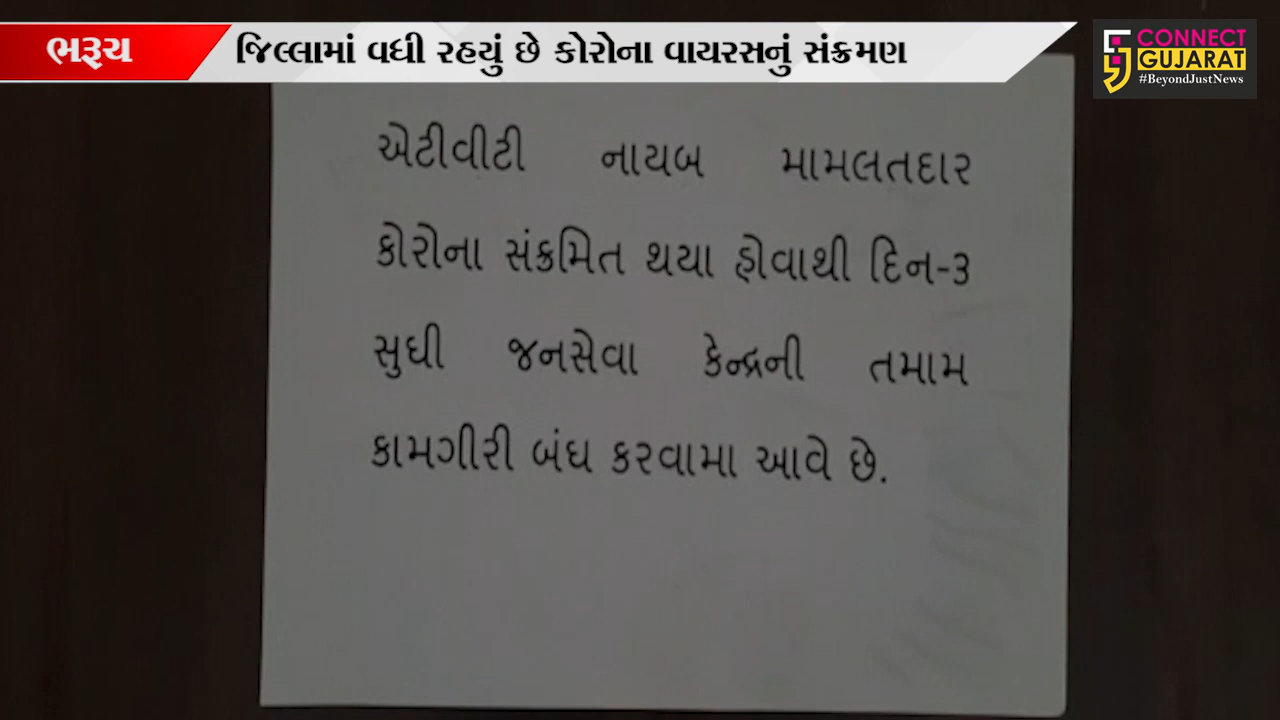 ભરૂચ
જિલ્લામાં વધી રહયું છે કોરોના વાયરસનું સંક્રમણ
CONNECT
GUJARAT
#BeyondJustNews
એટીવીટી નાયબ મામલતદાર
કોરોના સંક્રમિત થયા હોવાથી દિન-૩
સુધી જનસેવા કેન્દ્રની તમામ
કામગીરી બંધ કરવામા આવે છે.